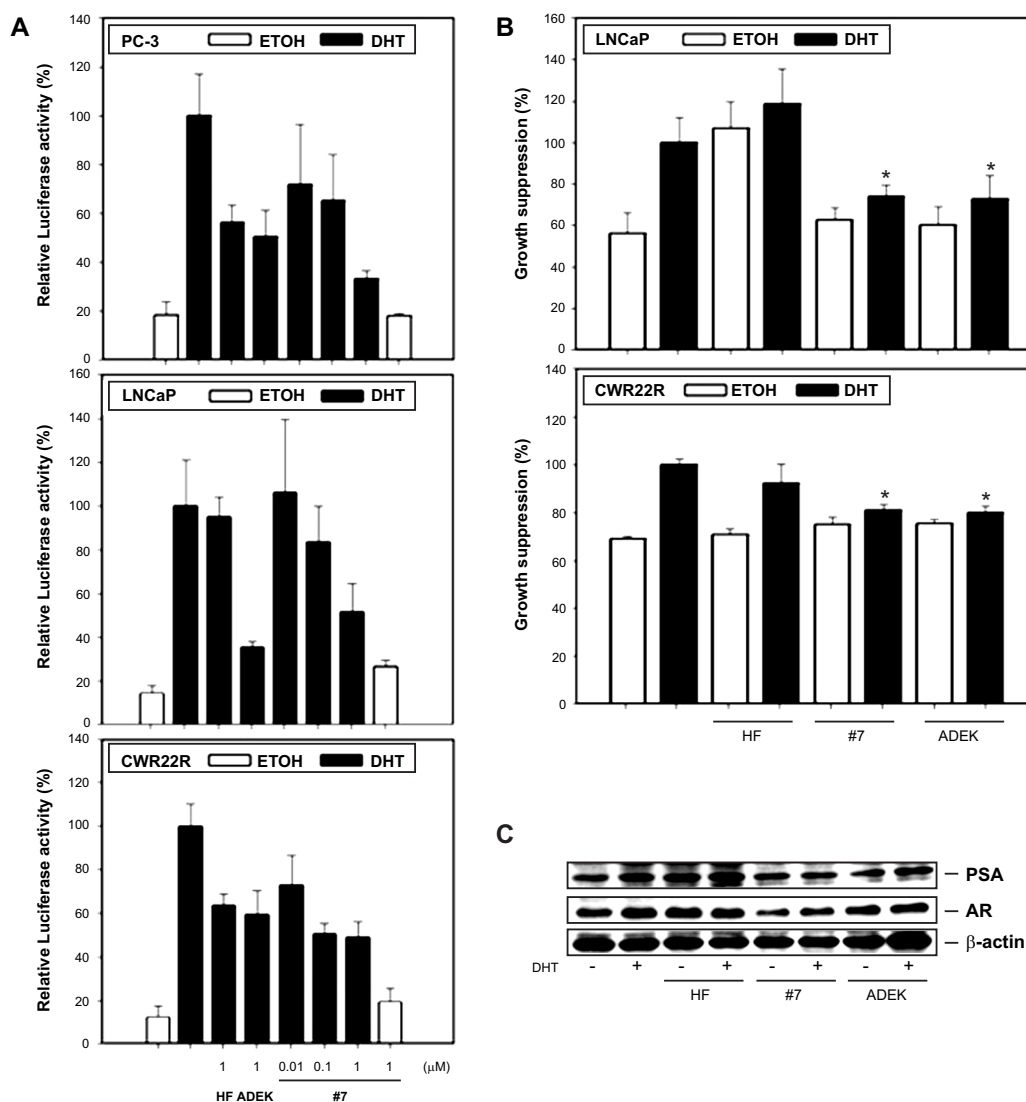 A
PC-3 ETOH DHT
Relative Luciferase activity (%)
140
120
100
80
60
40
20
0
LNCaP ETOH DHT
Relative Luciferase activity (%)
160
140
120
100
80
60
40
20
0
CWR22R ETOH DHT
Relative Luciferase activity (%)
120
100
80
60
40
20
0
1 1 0.01 0.1 1 1 (μM)
HF ADEK #7
B
LNCaP ETOH DHT
Growth suppression (%)
160
140
120
100
80
60
40
20
0
* *
CWR22R ETOH DHT
Growth suppression (%)
140
120
100
80
60
40
20
0
* *
HF #7 ADEK
C
PSA
AR
β-actin
DHT - + - + - + - +
HF #7 ADEK